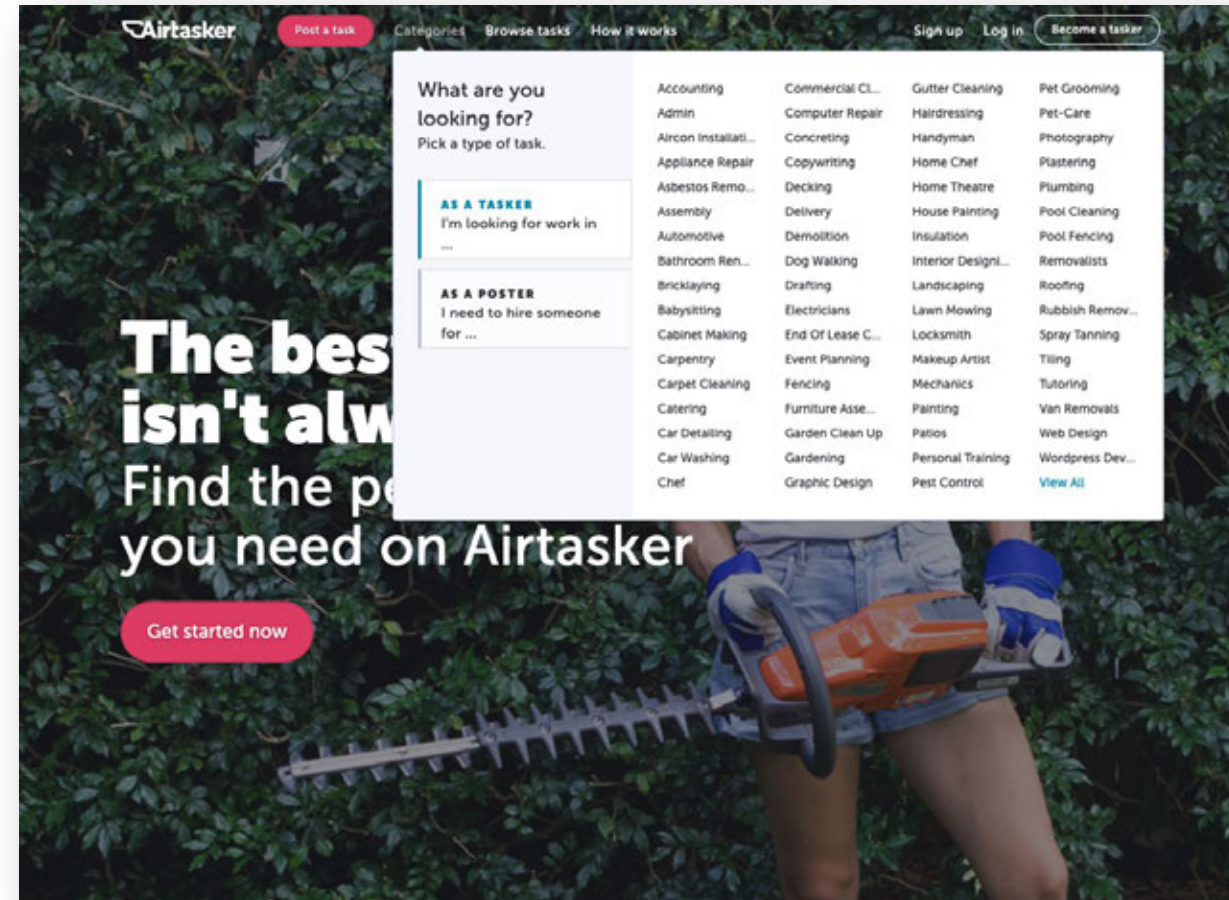 Airtasker
Post a task
Categories
Browse tasks
How it works
Sign up
Log in
Become a tasker
What are you
looking for?
Pick a type of task.
AS A TASKER
I'm looking for work in
...
AS A POSTER
I need to hire someone
for ...
Accounting
Admin
Aircon Installati...
Appliance Repair
Asbestos Remo...
Assembly
Automotive
Bathroom Ren...
Bricklaying
Babysitting
Cabinet Making
Carpentry
Carpet Cleaning
Catering
Car Detailing
Car Washing
Chef
Commercial Cl...
Computer Repair
Concreting
Copywriting
Decking
Delivery
Demolition
Dog Walking
Drafting
Electricians
End Of Lease C...
Event Planning
Fencing
Furniture Asse...
Garden Clean Up
Gardening
Graphic Design
Gutter Cleaning
Hairdressing
Handyman
Home Chef
Home Theatre
House Painting
Insulation
Interior Designi...
Landscaping
Lawn Mowing
Locksmith
Makeup Artist
Mechanics
Painting
Patios
Personal Training
Pest Control
Pet Grooming
Pet-Care
Photography
Plastering
Plumbing
Pool Cleaning
Pool Fencing
Removalists
Roofing
Rubbish Remov...
Spray Tanning
Tiling
Tutoring
Van Removals
Web Design
Wordpress Dev...
View All
The bes
isn't alw
Find the pe
you need on Airtasker
Get started now